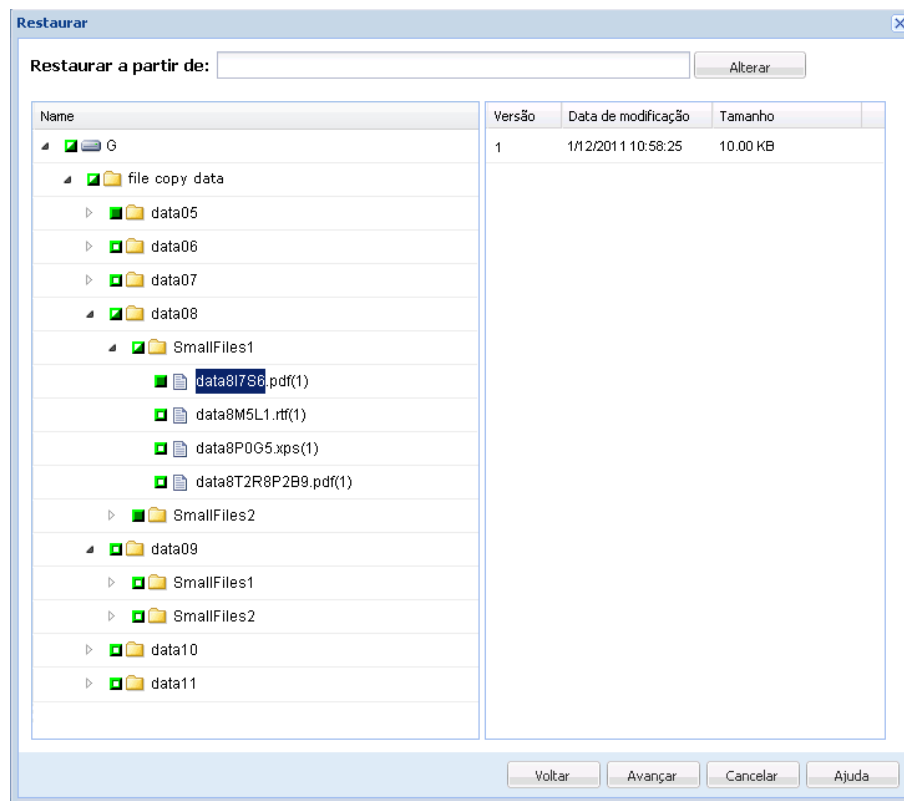 Restaurar
Restaurar a partir de:
Alterar
Name
Versão Data de modificação Tamanho
G
1 1/12/2011 10:58:25 10.00 KB
file copy data
data05
data06
data07
data08
SmallFiles1
data8I7S6.pdf(1)
data8M5L1.rtf(1)
data8P0G5.xps(1)
data8T2R8P2B9.pdf(1)
SmallFiles2
data09
SmallFiles1
SmallFiles2
data10
data11
Voltar Avançar Cancelar Ajuda